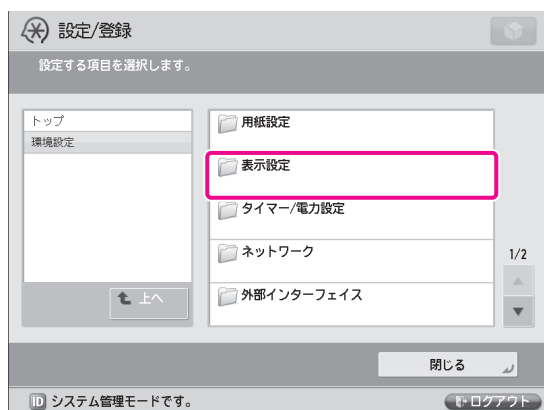 設定/登録
設定する項目を選択します。
トップ
環境設定
上へ
用紙設定
表示設定
タイマー/電力設定
ネットワーク
外部インターフェイス
1/2
閉じる
ID システム管理モードです。
ログアウト